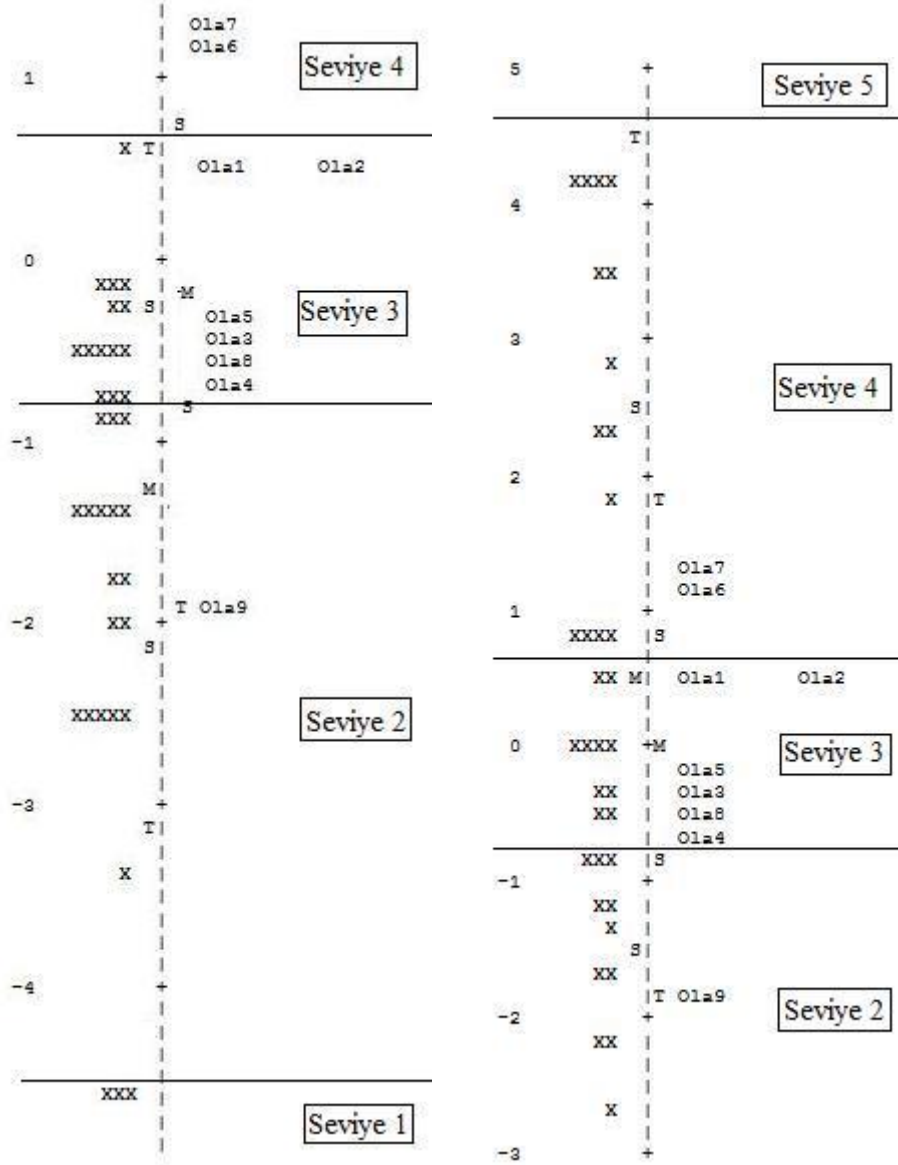 Ola7
Ola6
Seviye 4
1 +
S
X T|
Ola1 Ola2
0 +
XXX
M
XX S|
Ola5
Seviye 3
Ola3
XXXXX
Ola8
Ola4
XXX
S
XXX
-1 +
M|
XXXXX
XX
T Ola9
-2 XX +
S|
XXXXX
Seviye 2
-3 +
T|
X
-4 +
XXX
Seviye 1
5 +
Seviye 5
T|
XXXX
4 +
XX
3 +
X
Seviye 4
S
XX
2 +
X |T
Ola7
Ola6
1 +
XXXX |S
XX M| Ola1 Ola2
0 XXXX +M
Seviye 3
Ola5
XX Ola3
XX Ola8
Ola4
XXX |S
-1 +
XX
X
S|
XX
|T Ola9
Seviye 2
-2 +
XX
X
-3 +